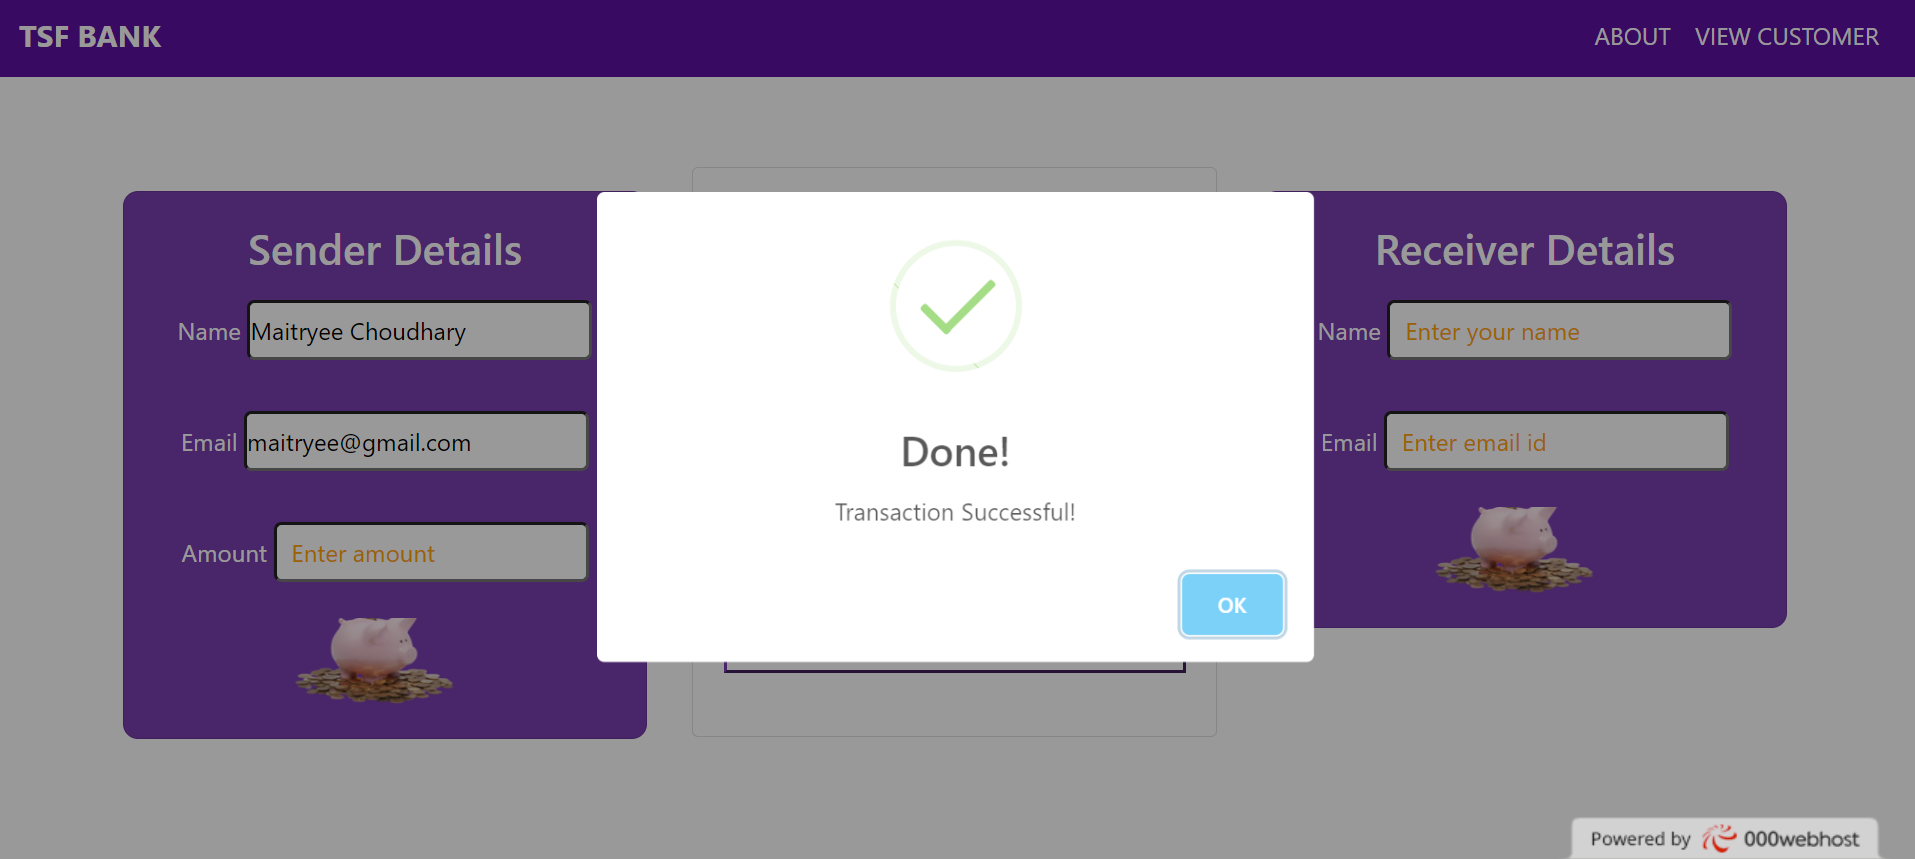 TSF BANK
ABOUT
VIEW CUSTOMER
Sender Details
Name Maitryee Choudhary
Email maitryee@gmail.com
Amount Enter amount
Done!
Transaction Successful!
OK
Receiver Details
Name Enter your name
Email Enter email id
Powered by 000webhost